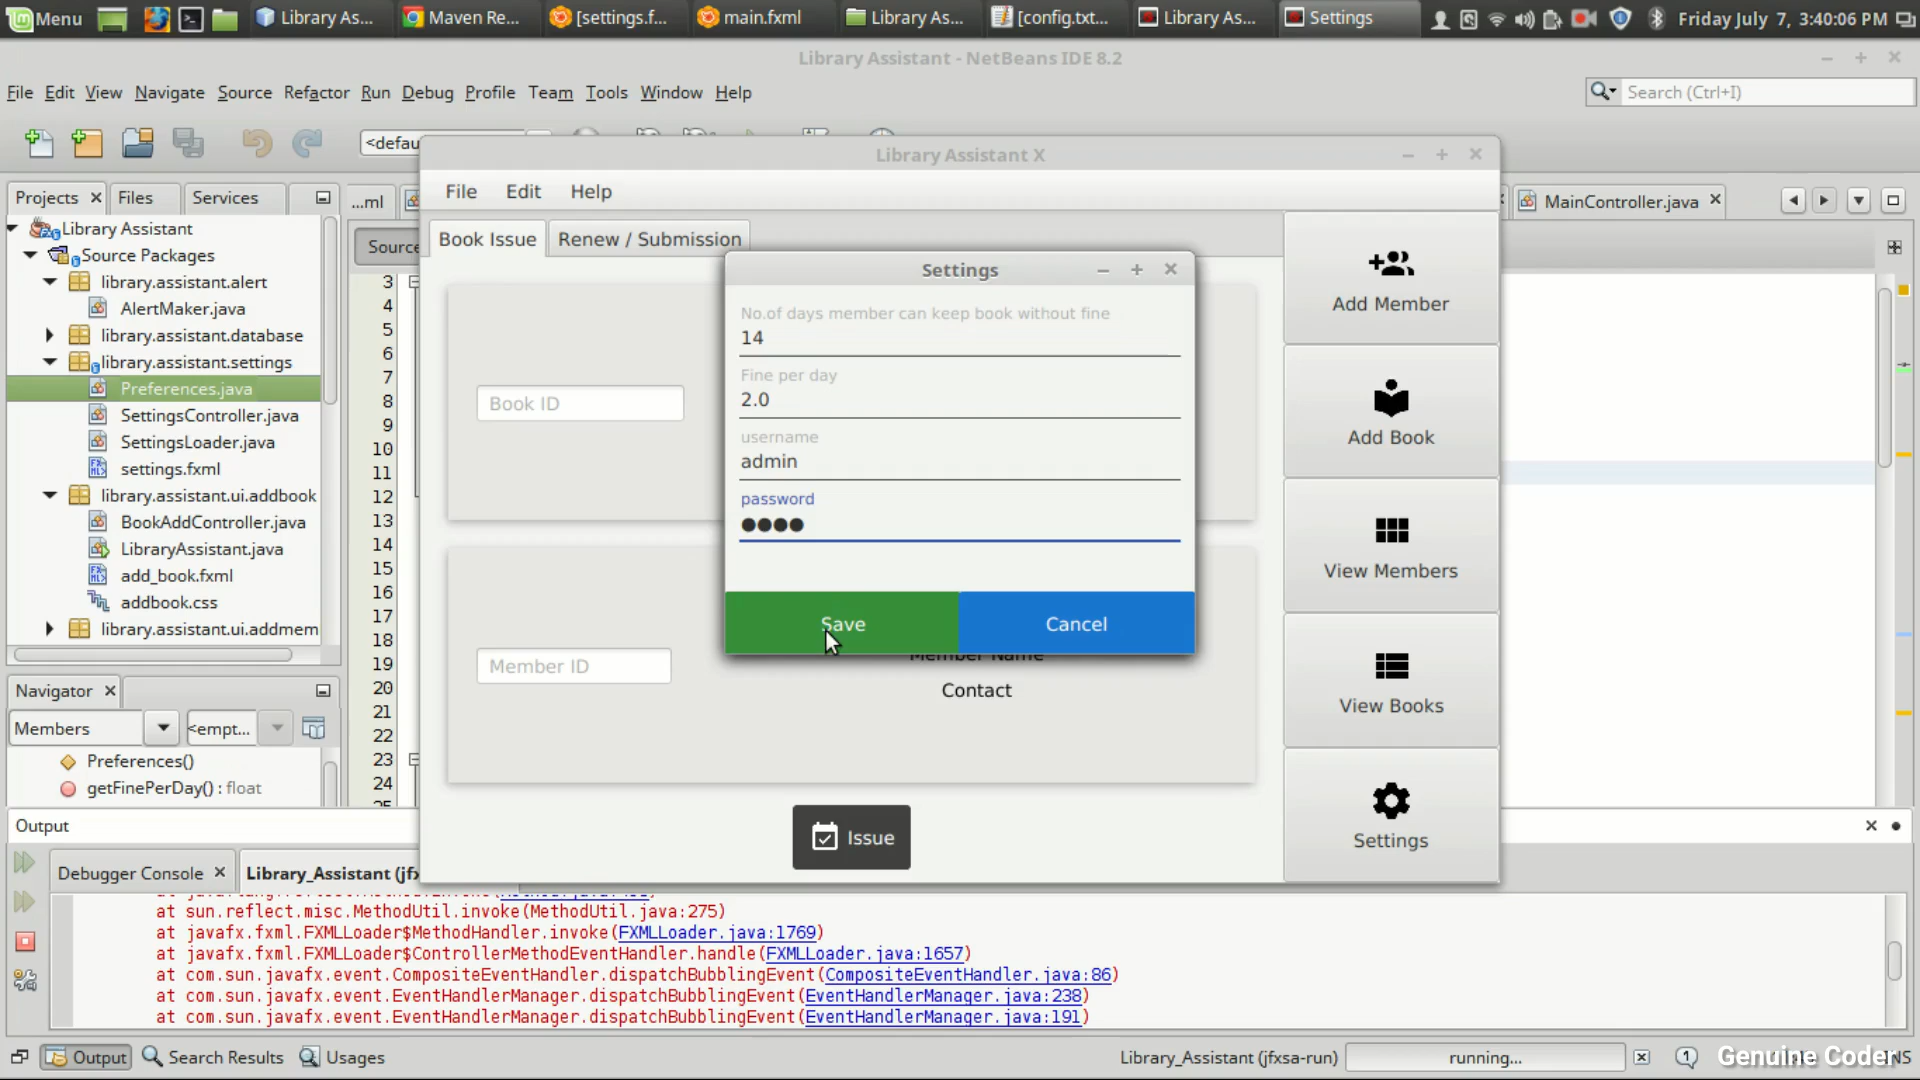 Menu
Library As...
Maven Re...
[settings.f...
main.fxml
Library As...
[config.txt...
Library As...
Settings
Friday July 7, 3:40:06 PM
Library Assistant - NetBeans IDE 8.2
File Edit View Navigate Source Refactor Run Debug Profile Team Tools Window Help
Search (Ctrl+I)
<defau
Library Assistant X
Projects Files Services
...ml
MainController.java
File Edit Help
Library Assistant
Source Packages
library.assistant.alert
AlertMaker.java
library.assistant.database
library.assistant.settings
Preferences.java
SettingsController.java
SettingsLoader.java
settings.fxml
library.assistant.ui.addbook
BookAddController.java
LibraryAssistant.java
add_book.fxml
addbook.css
library.assistant.ui.addmem
Source
3
4
5
6
7
8
9
10
11
12
13
14
15
16
17
18
19
20
21
22
23
24
25
Book Issue
Renew / Submission
Book ID
Member ID
Settings
No.of days member can keep book without fine
14
Fine per day
2.0
username
admin
password
Save
Cancel
Member Name
Contact
Issue
Add Member
Add Book
View Members
View Books
Settings
Navigator
Members
<empt...
Preferences()
getFinePerDay() : float
Output
Debugger Console
Library_Assistant (jfx
at sun.reflect.misc.MethodUtil.invoke(MethodUtil.java:275)
at javafx.fxml.FXMLLoader$MethodHandler.invoke(FXMLLoader.java:1769)
at javafx.fxml.FXMLLoader$ControllerMethodEventHandler.handle(FXMLLoader.java:1657)
at com.sun.javafx.event.CompositeEventHandler.dispatchBubblingEvent(CompositeEventHandler.java:86)
at com.sun.javafx.event.EventHandlerManager.dispatchBubblingEvent(EventHandlerManager.java:238)
at com.sun.javafx.event.EventHandlerManager.dispatchBubblingEvent(EventHandlerManager.java:191)
Output
Search Results
Usages
Library_Assistant (jfxsa-run)
running...
1
Genuine Coder